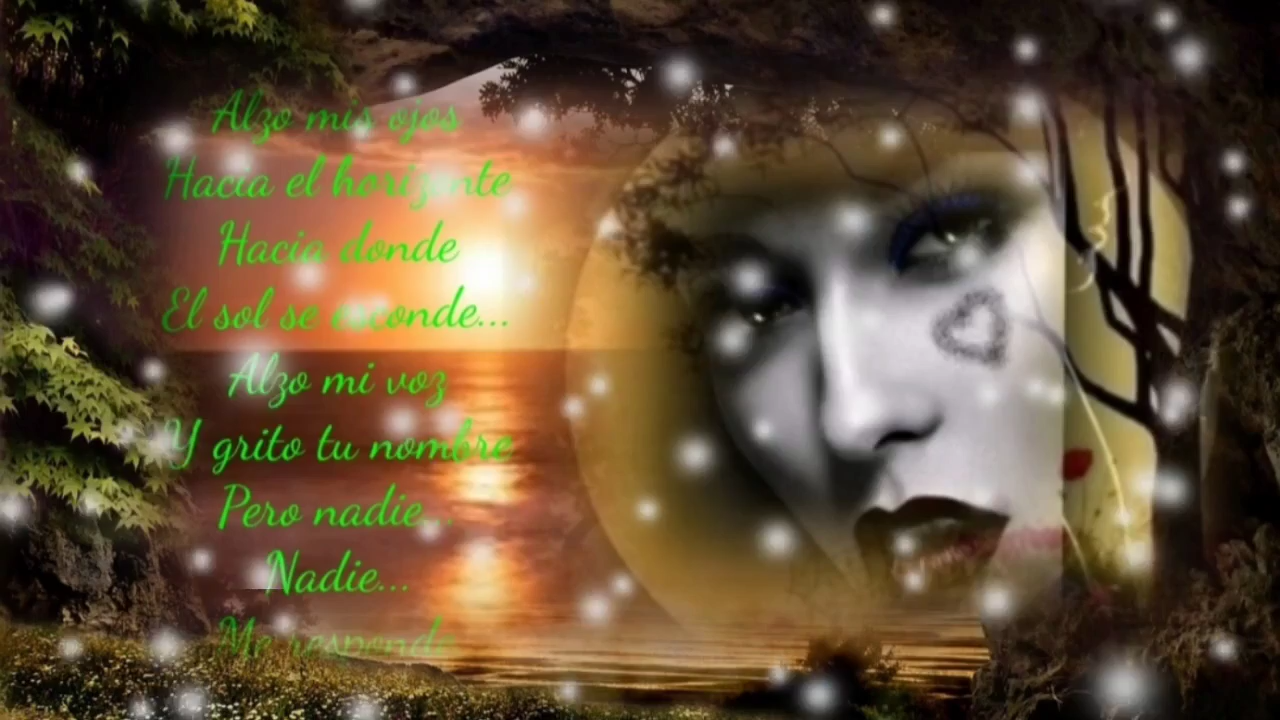 Alzo mis ojos
Hacia el horizonte
Hacia donde
El sol se esconde...
Alzo mi voz
Y grito tu nombre
Pero nadie...
Nadie...
Me responde